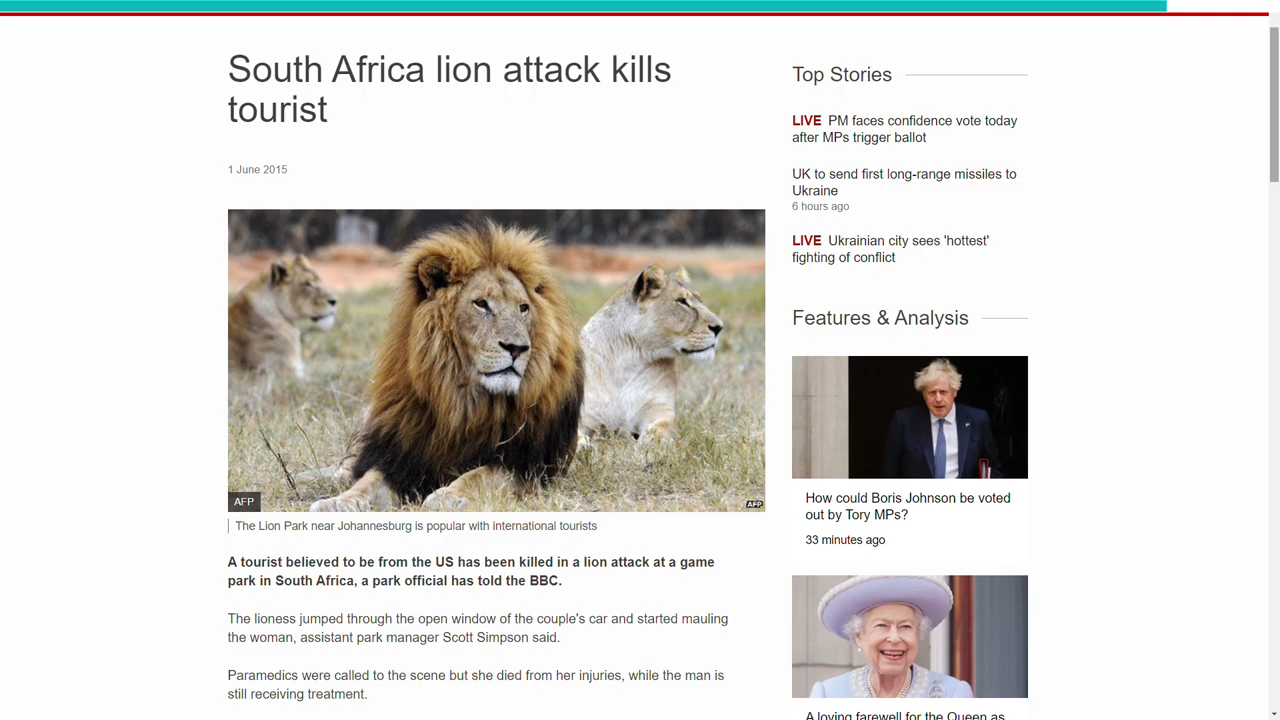 South Africa lion attack kills
tourist
1 June 2015
AFP
AFP
The Lion Park near Johannesburg is popular with international tourists
A tourist believed to be from the US has been killed in a lion attack at a game
park in South Africa, a park official has told the BBC.
The lioness jumped through the open window of the couple's car and started mauling
the woman, assistant park manager Scott Simpson said.
Paramedics were called to the scene but she died from her injuries, while the man is
still receiving treatment.
Top Stories
LIVE PM faces confidence vote today
after MPs trigger ballot
UK to send first long-range missiles to
Ukraine
6 hours ago
LIVE Ukrainian city sees 'hottest'
fighting of conflict
Features & Analysis
How could Boris Johnson be voted
out by Tory MPs?
33 minutes ago
A loving farewell for the Queen as